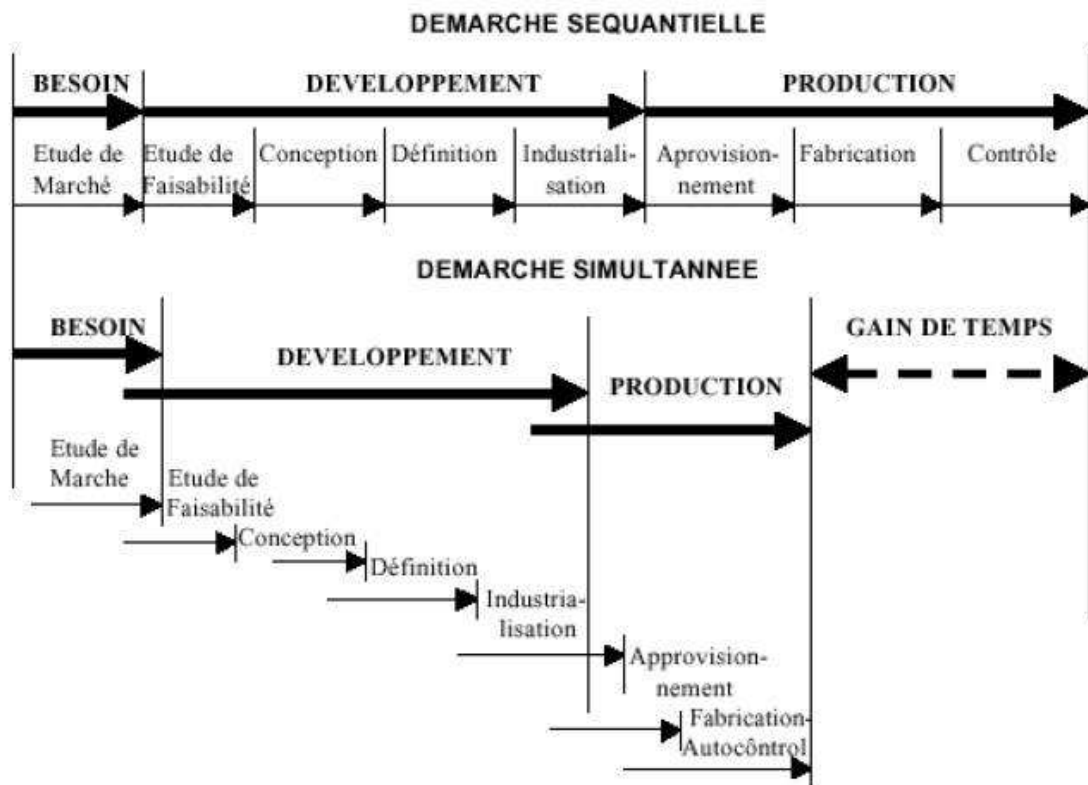 DEMARCHE SEQUANTIELLE
BESOIN
DEVELOPPEMENT
PRODUCTION
Etude de
Marché
Etude de
Faisabilité
Conception
Définition
Industriali-
sation
Aprovision-
nement
Fabrication
Contrôle
DEMARCHE SIMULTANNEE
BESOIN
DEVELOPPEMENT
PRODUCTION
GAIN DE TEMPS
Etude de
Marche
Etude de
Faisabilité
Conception
Définition
Industria-
lisation
Approvision-
nement
Fabrication-
Autocôntrol